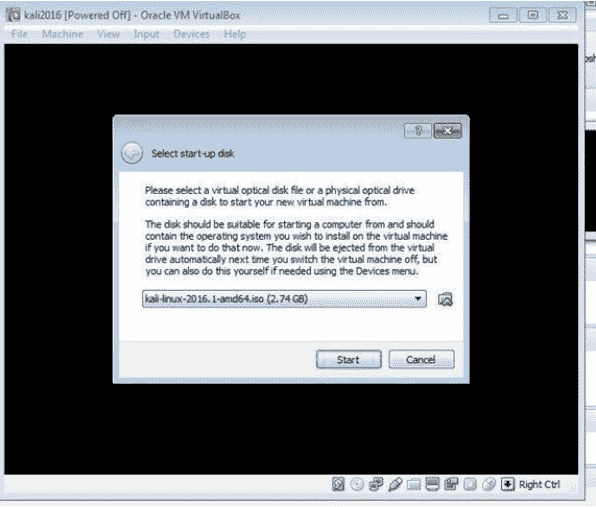 kali2016 [Powered Off] - Oracle VM VirtualBox
File Machine View Input Devices Help
Select start-up disk
Please select a virtual optical disk file or a physical optical drive
containing a disk to start your new virtual machine from.
The disk should be suitable for starting a computer from and should
contain the operating system you wish to install on the virtual machine
if you want to do that now. The disk will be ejected from the virtual
drive automatically next time you switch the virtual machine off, but
you can also do this yourself if needed using the Devices menu.
kali-linux-2016.1-amd64.iso (2.74 GB)
Start Cancel
Right Ctrl